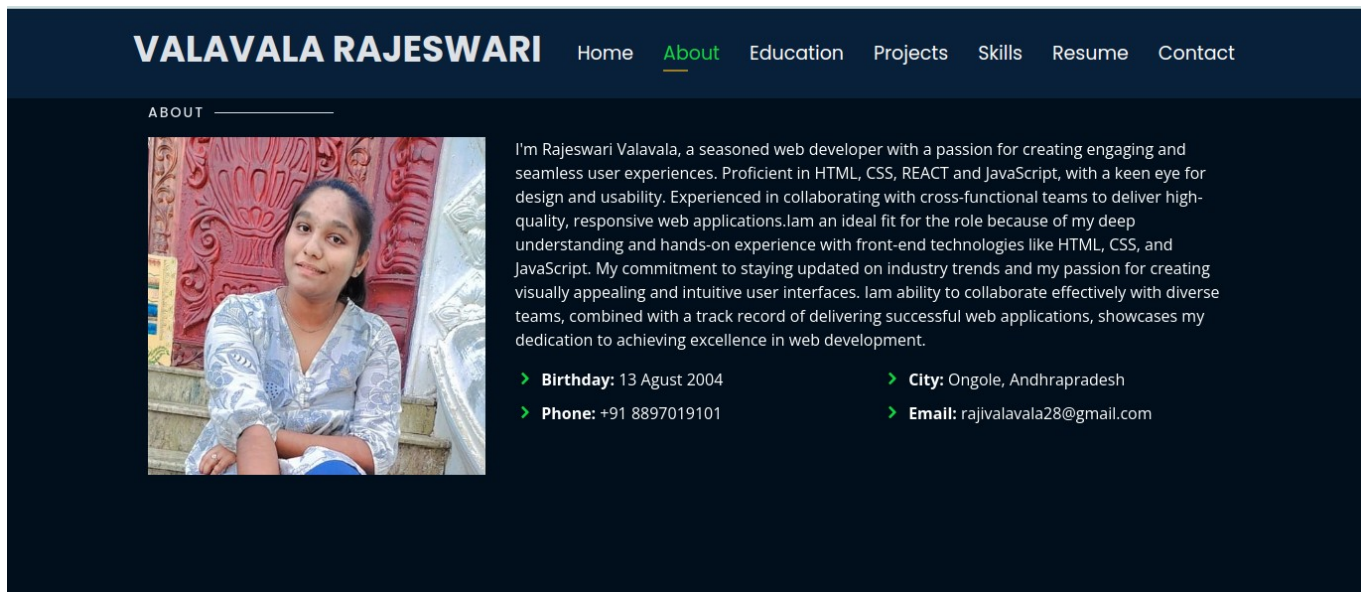 VALAVALA RAJESWARI Home About Education Projects Skills Resume Contact
ABOUT
I'm Rajeswari Valavala, a seasoned web developer with a passion for creating engaging and
seamless user experiences. Proficient in HTML, CSS, REACT and JavaScript, with a keen eye for
design and usability. Experienced in collaborating with cross-functional teams to deliver high-
quality, responsive web applications.Iam an ideal fit for the role because of my deep
understanding and hands-on experience with front-end technologies like HTML, CSS, and
JavaScript. My commitment to staying updated on industry trends and my passion for creating
visually appealing and intuitive user interfaces. Iam ability to collaborate effectively with diverse
teams, combined with a track record of delivering successful web applications, showcases my
dedication to achieving excellence in web development.
Birthday: 13 Agust 2004
City: Ongole, Andhrapradesh
Phone: +91 8897019101
Email: rajivalavala28@gmail.com